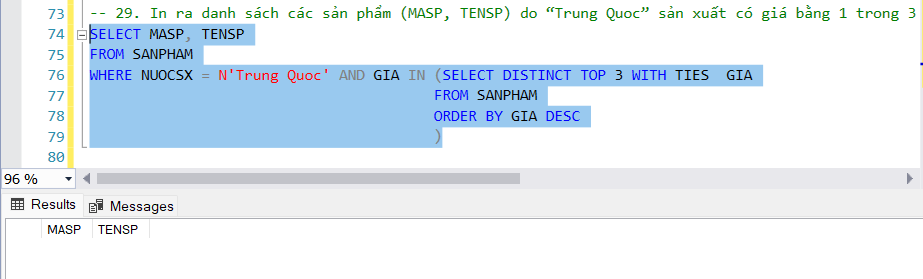 73 -- 29. In ra danh sách các sản phẩm (MASP, TENSP) do “Trung Quoc” sản xuất có giá bằng 1 trong 3
74 SELECT MASP, TENSP
75 FROM SANPHAM
76 WHERE NUOCSX = N'Trung Quoc' AND GIA IN (SELECT DISTINCT TOP 3 WITH TIES  GIA
77 FROM SANPHAM
78 ORDER BY GIA DESC
79 )
80
96 %
Results Messages
MASP TENSP